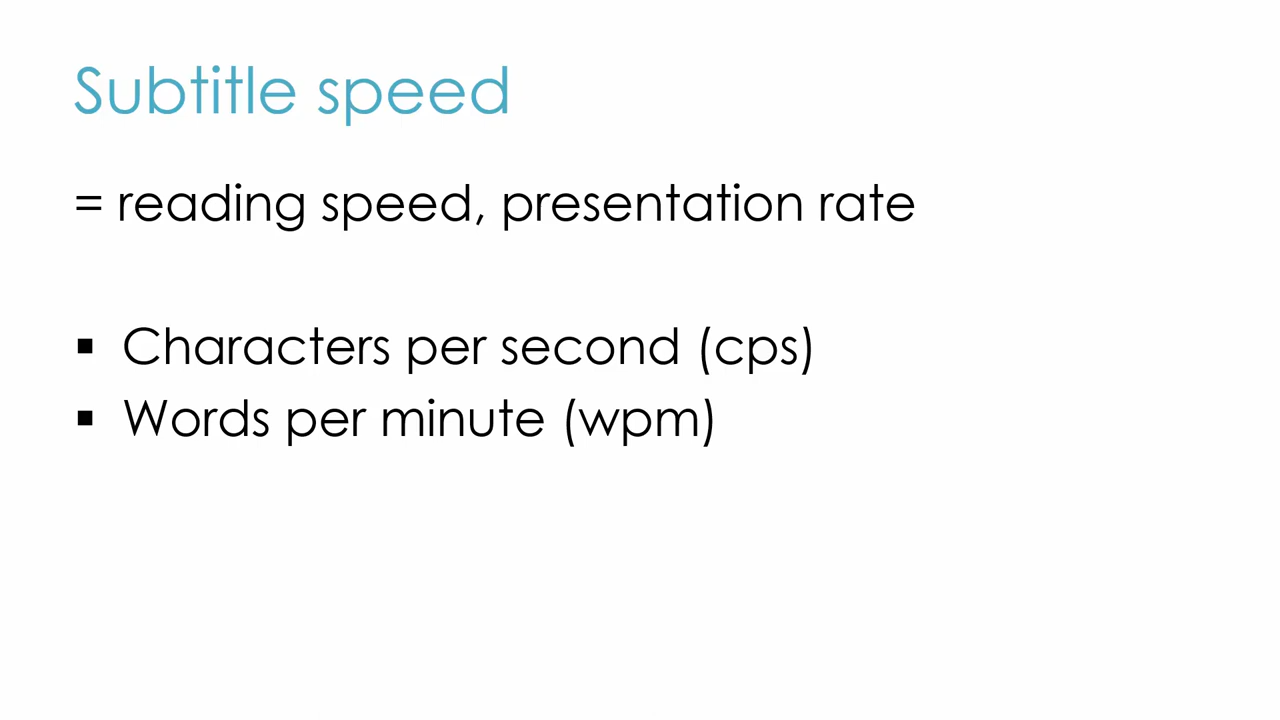 Subtitle speed
= reading speed, presentation rate
▪ Characters per second (cps)
▪ Words per minute (wpm)